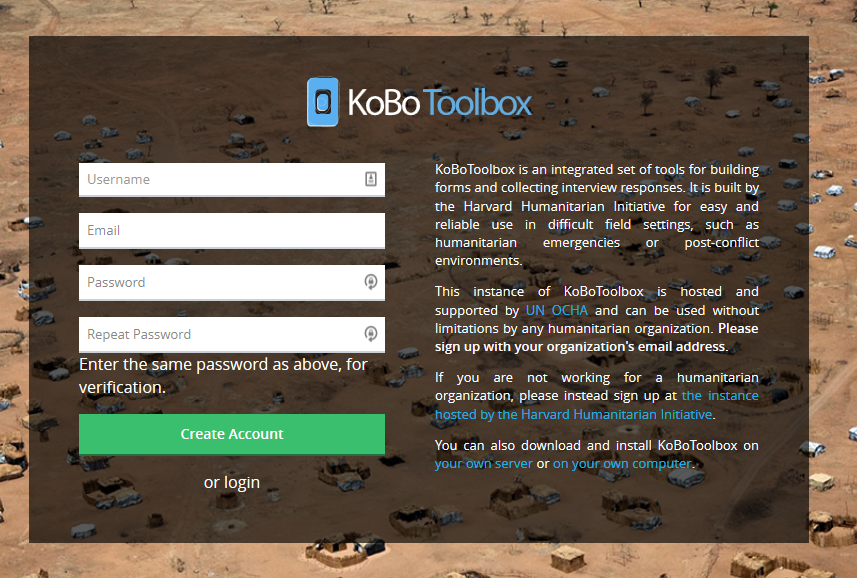 KoBoToolbox
Username
Email
Password
Repeat Password
Enter the same password as above, for
verification.
Create Account
or login
KoBoToolbox is an integrated set of tools for building
forms and collecting interview responses. It is built by
the Harvard Humanitarian Initiative for easy and
reliable use in difficult field settings, such as
humanitarian emergencies or post-conflict
environments.
This instance of KoBoToolbox is hosted and
supported by UN OCHA and can be used without
limitations by any humanitarian organization. Please
sign up with your organization's email address.
If you are not working for a humanitarian
organization, please instead sign up at the instance
hosted by the Harvard Humanitarian Initiative.
You can also download and install KoBoToolbox on
your own server or on your own computer.